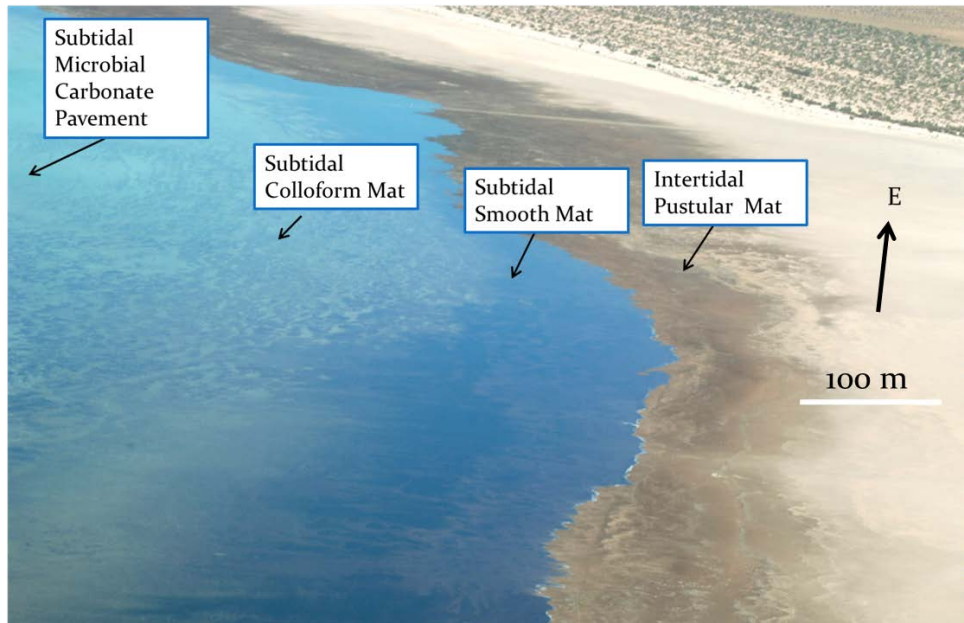 Subtidal
Microbial
Carbonate
Pavement
Subtidal
Colloform Mat
Subtidal
Smooth Mat
Intertidal
Pustular Mat
E
100 m